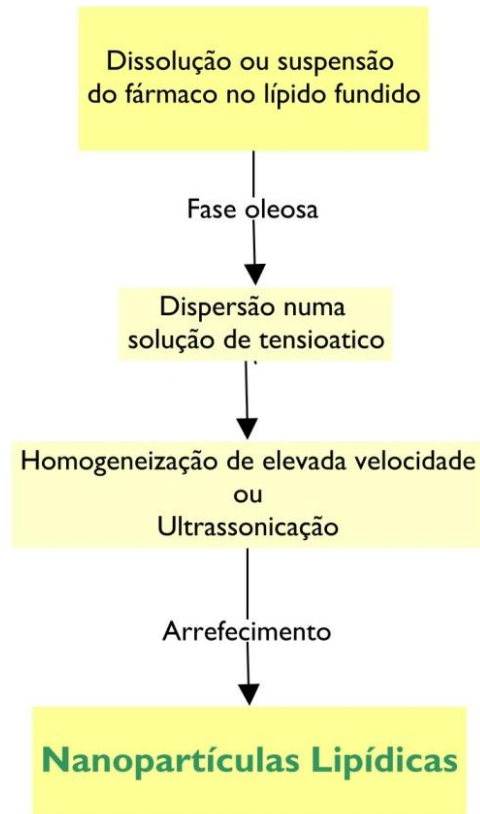 Dissolução ou suspensão
do fármaco no lípido fundido
Fase oleosa
Dispersão numa
solução de tensioatico
Homogeneização de elevada velocidade
ou
Ultrassonicação
Arrefecimento
Nanopartículas Lipídicas